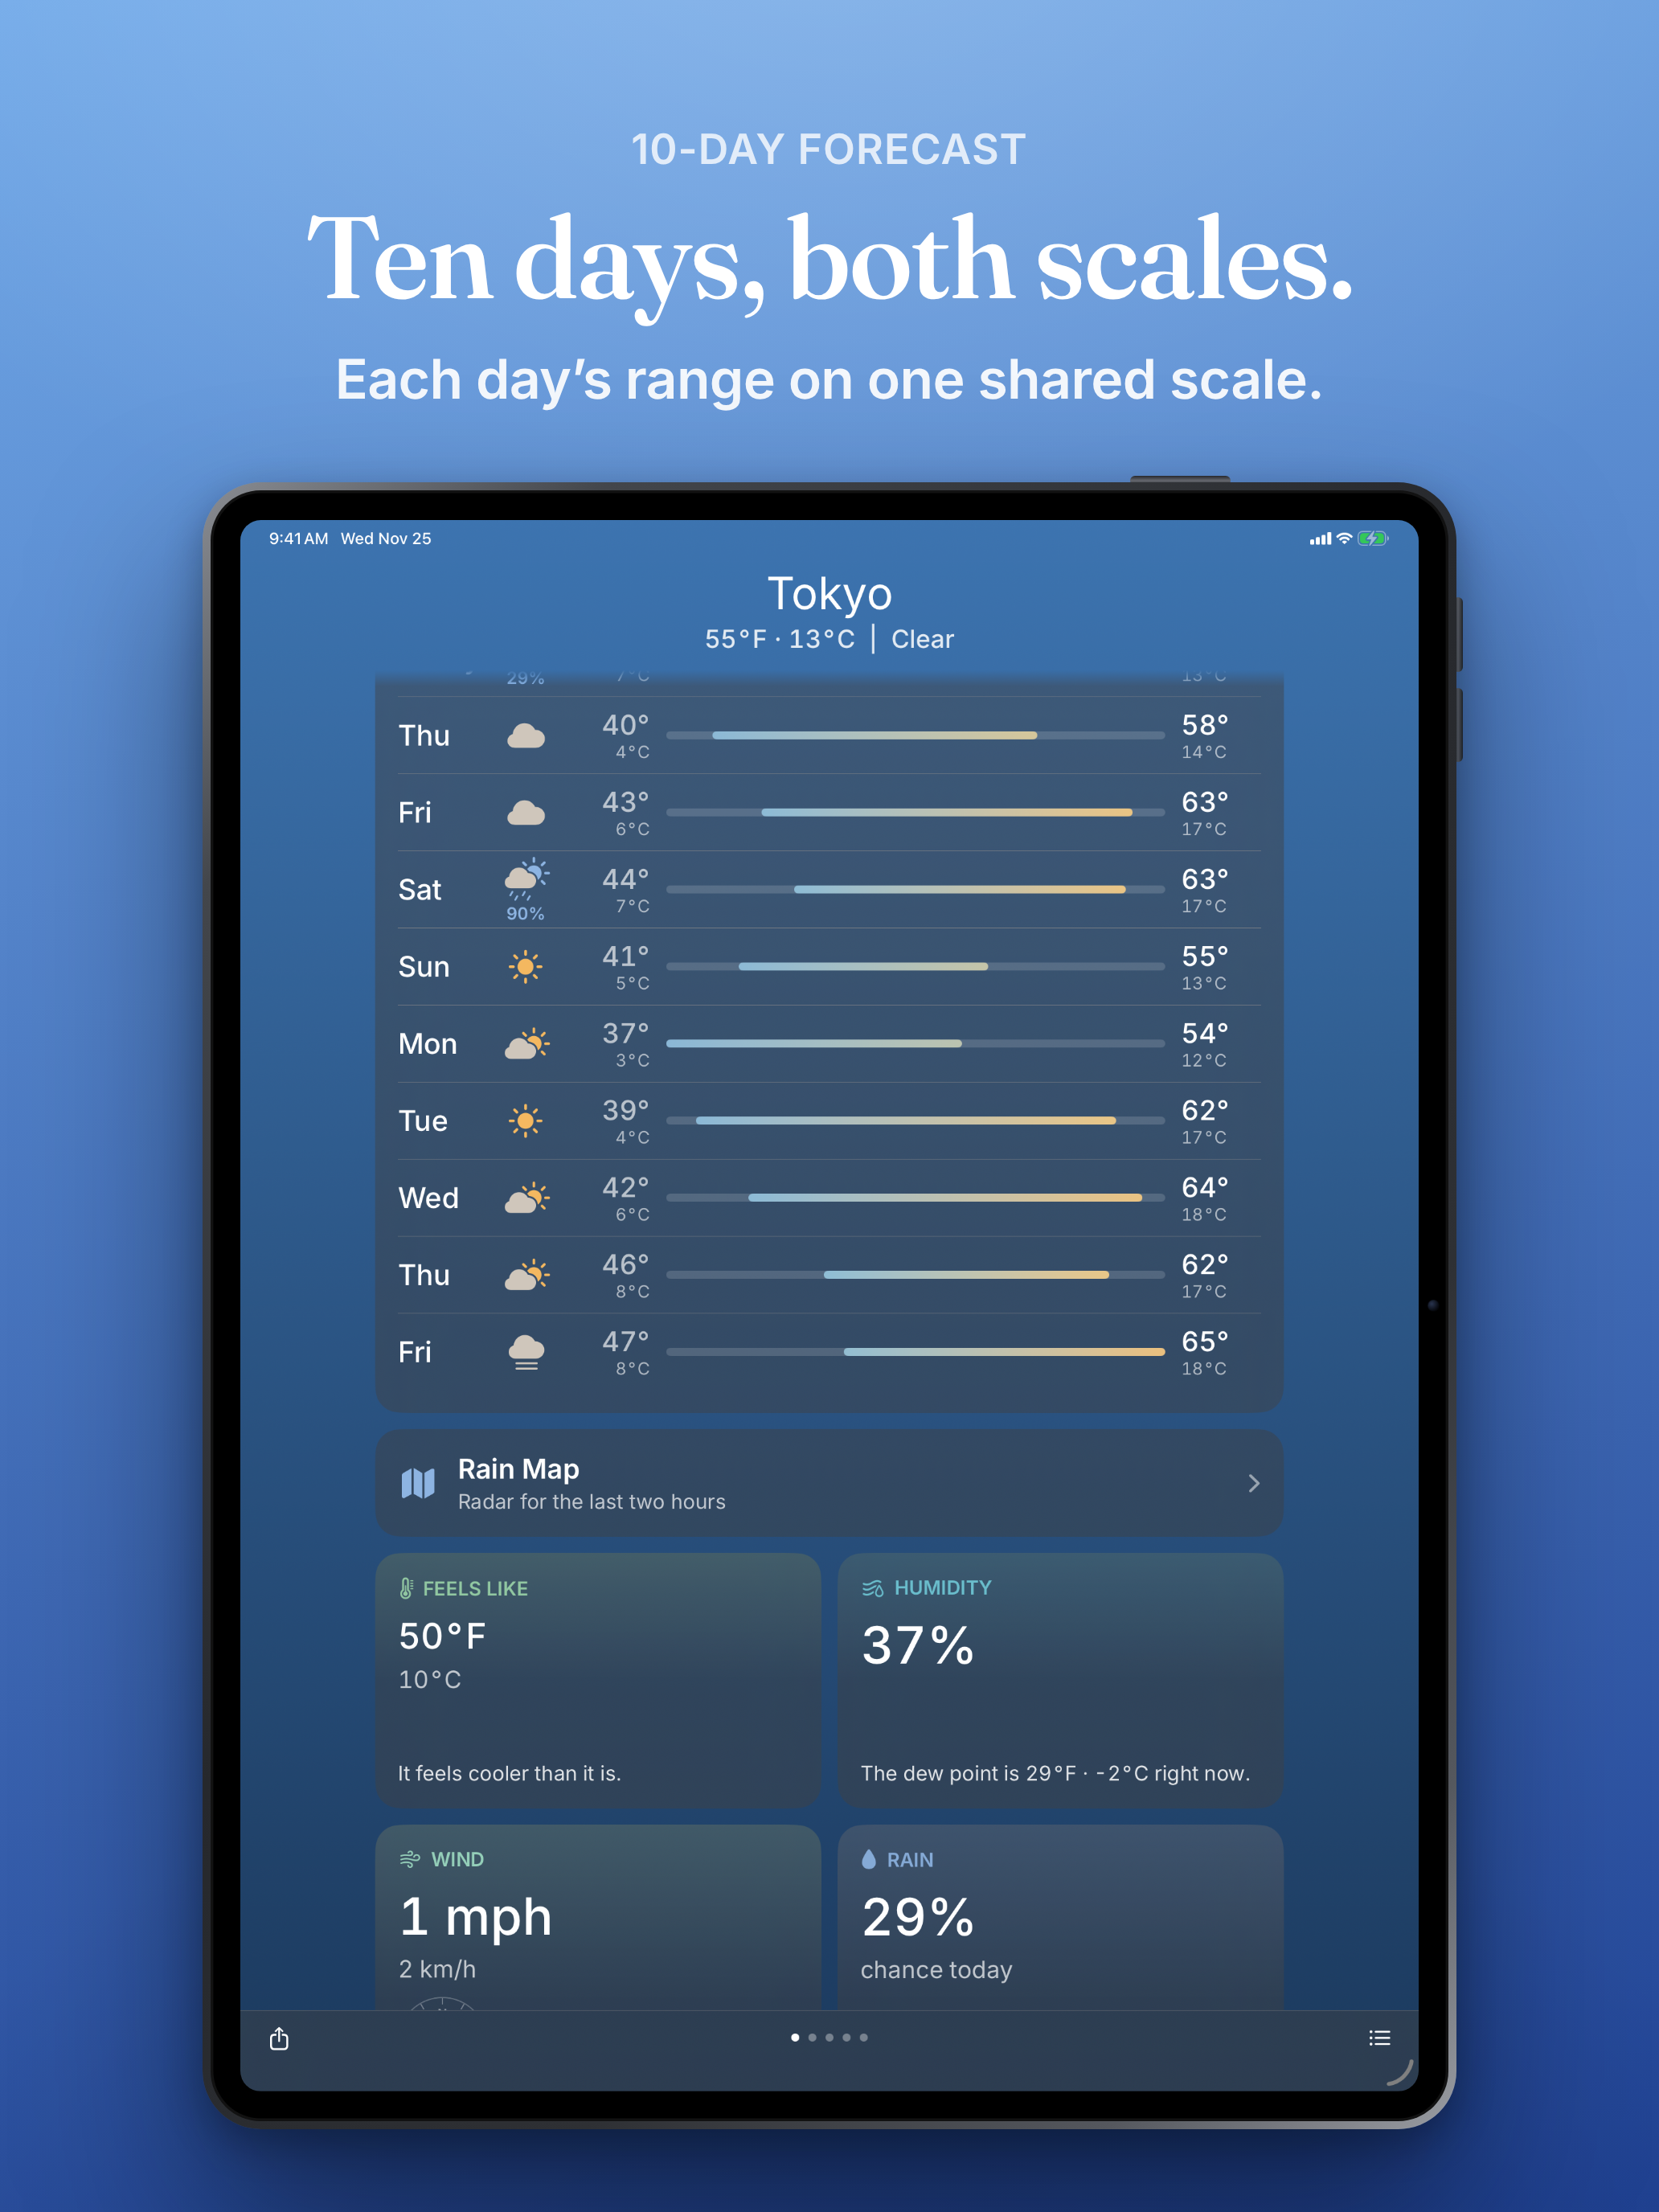 10-DAY FORECAST
Ten days, both scales.
Each day’s range on one shared scale.
9:41 AM Wed Nov 25
Tokyo
55°F · 13°C | Clear
29% 7°C 13°C
Thu 40° 58°
4°C 14°C
Fri 43° 63°
6°C 17°C
Sat 44° 63°
90% 7°C 17°C
Sun 41° 55°
5°C 13°C
Mon 37° 54°
3°C 12°C
Tue 39° 62°
4°C 17°C
Wed 42° 64°
6°C 18°C
Thu 46° 62°
8°C 17°C
Fri 47° 65°
8°C 18°C
Rain Map
Radar for the last two hours
FEELS LIKE
50°F
10°C
It feels cooler than it is.
HUMIDITY
37%
The dew point is 29°F · -2°C right now.
WIND
1 mph
2 km/h
RAIN
29%
chance today